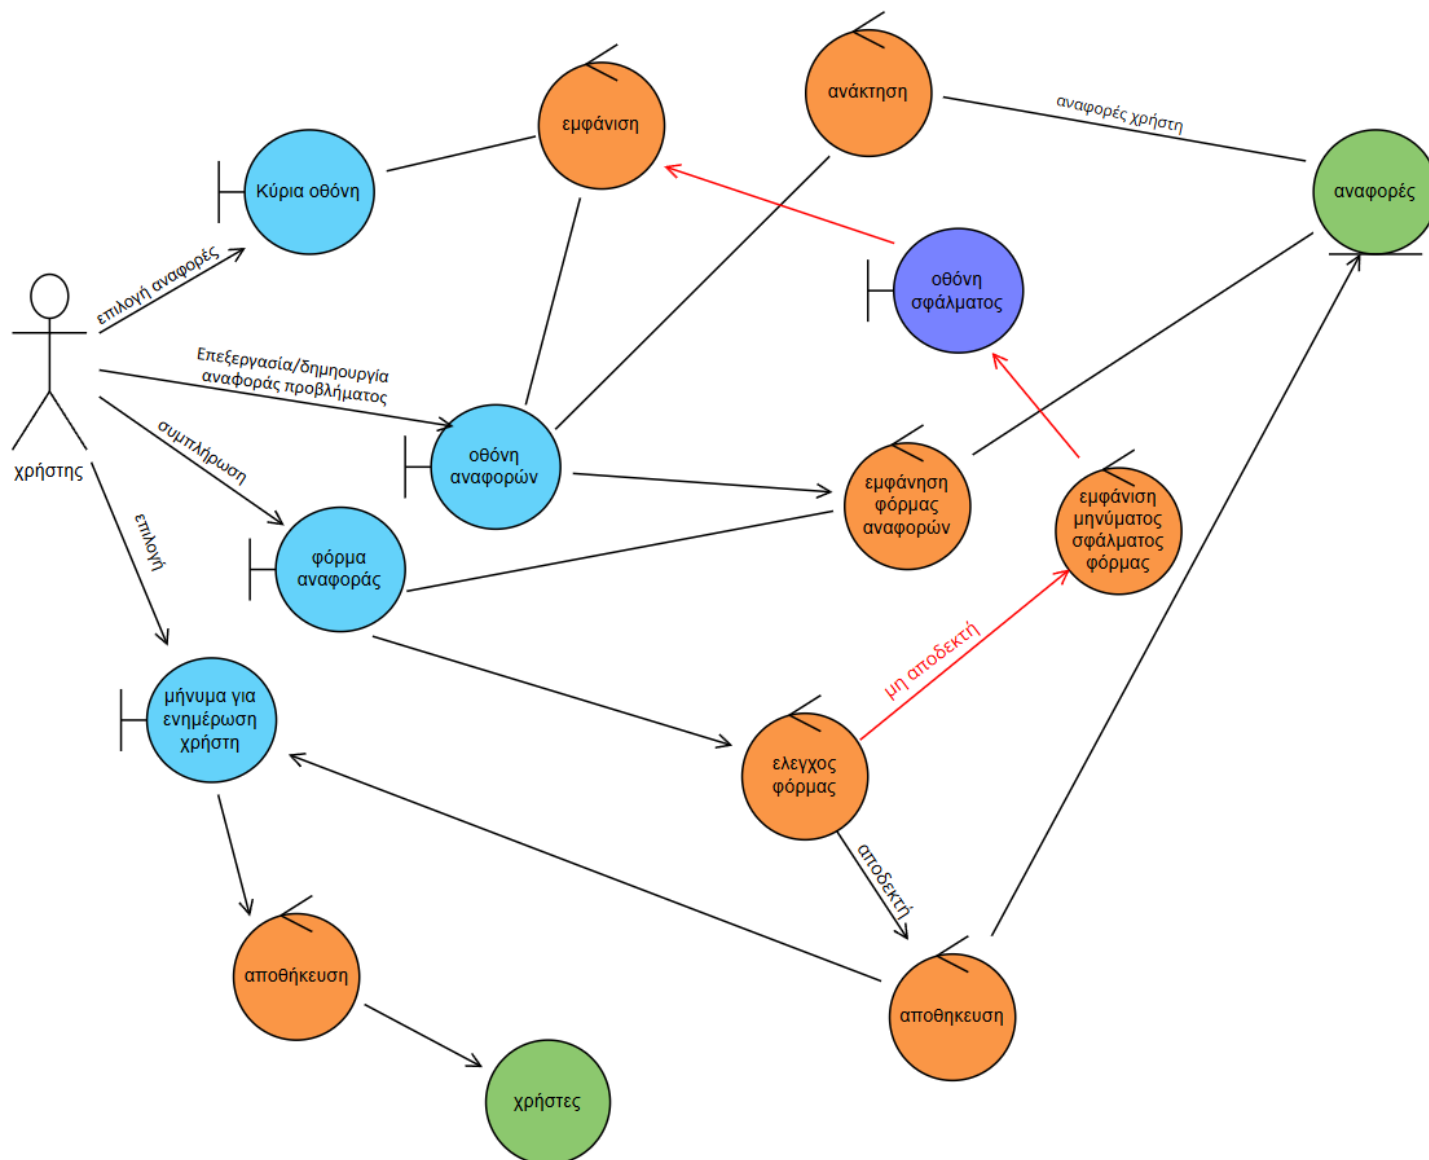 εμφάνιση
ανάκτηση
αναφορές χρήστη
Κύρια οθόνη
αναφορές
επιλογή αναφορές
οθόνη
σφάλματος
Επεξεργασία/δημηουργία
αναφοράς προβλήματος
χρήστης
συμπλήρωση
οθόνη
αναφορών
εμφάνηση
φόρμας
αναφορών
εμφάνιση
μηνύματος
σφάλματος
φόρμας
επιλογή
φόρμα
αναφοράς
μη αποδεκτή
μήνυμα για
ενημέρωση
χρήστη
ελεγχος
φόρμας
αποδεκτή
αποθήκευση
αποθηκευση
χρήστες